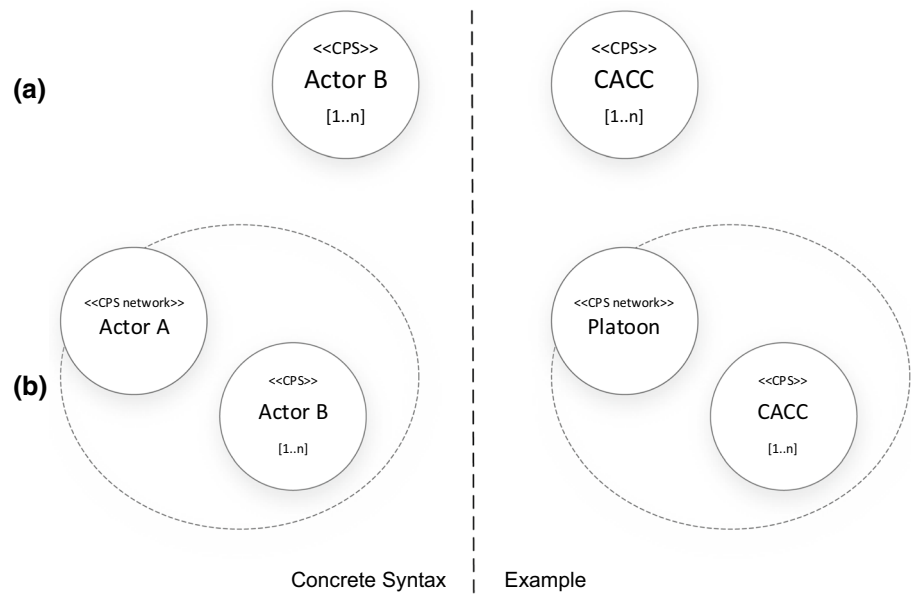 (a)
<<CPS>>
Actor B
[1..n]
<<CPS>>
CACC
[1..n]
(b)
<<CPS network>>
Actor A
<<CPS>>
Actor B
[1..n]
<<CPS network>>
Platoon
<<CPS>>
CACC
[1..n]
Concrete Syntax
Example